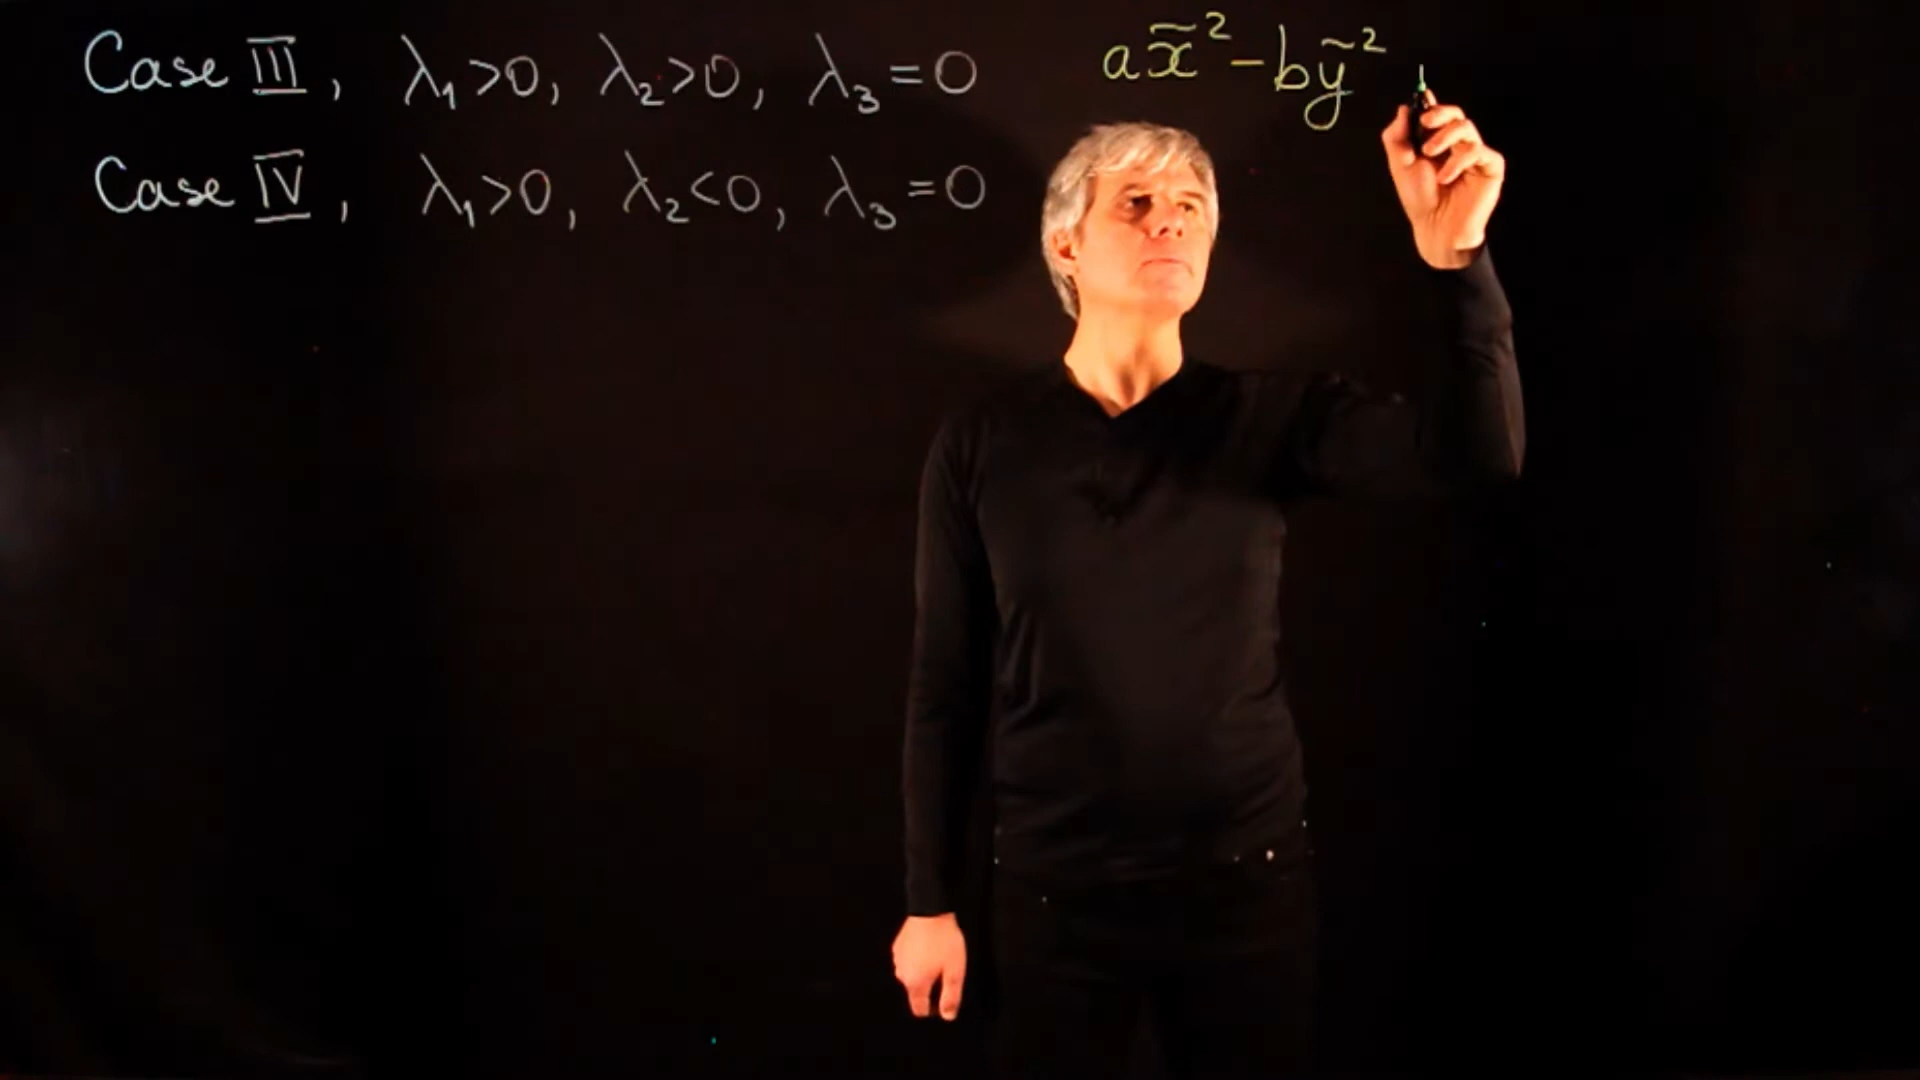 Case III, λ₁>0, λ₂>0, λ₃=0
ax̃²-bỹ²
Case IV, λ₁>0, λ₂<0, λ₃=0